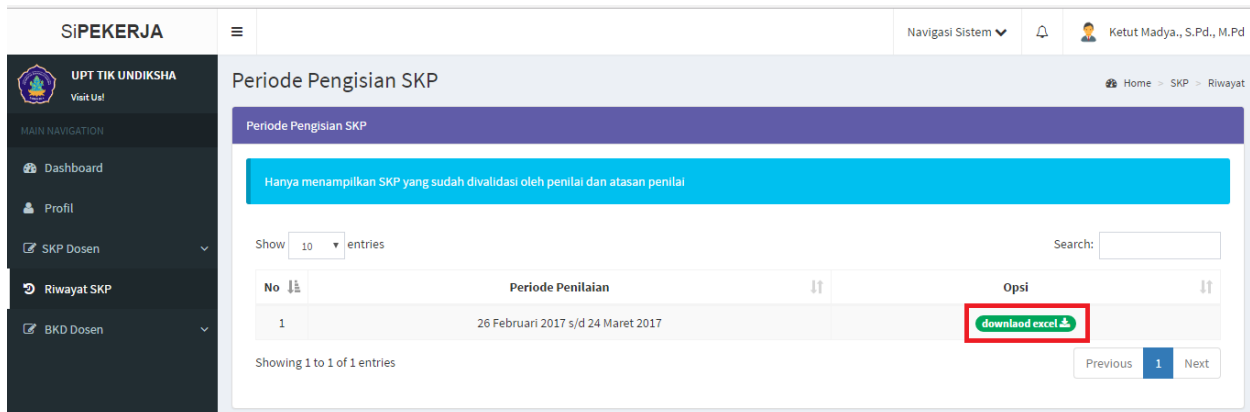 SiPEKERJA
Navigasi Sistem
Ketut Madya., S.Pd., M.Pd
UPT TIK UNDIKSHA
Visit Us!
MAIN NAVIGATION
Dashboard
Profil
SKP Dosen
Riwayat SKP
BKD Dosen
Periode Pengisian SKP
Home > SKP > Riwayat
Periode Pengisian SKP
Hanya menampilkan SKP yang sudah divalidasi oleh penilai dan atasan penilai
Show 10 entries
Search:
No Periode Penilaian Opsi
1 26 Februari 2017 s/d 24 Maret 2017 downlaod excel
Showing 1 to 1 of 1 entries
Previous 1 Next